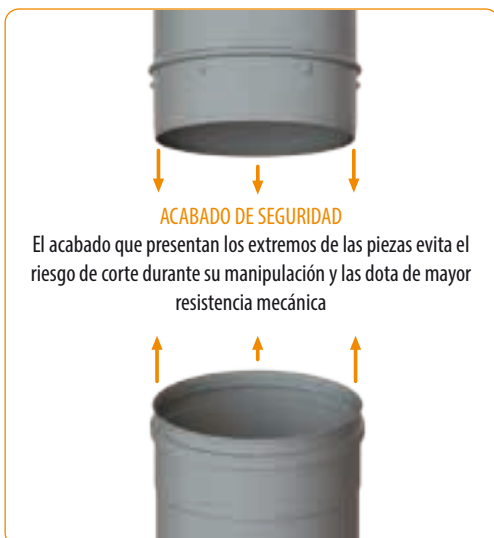 ACABADO DE SEGURIDAD
El acabado que presentan los extremos de las piezas evita el
riesgo de corte durante su manipulación y las dota de mayor
resistencia mecánica